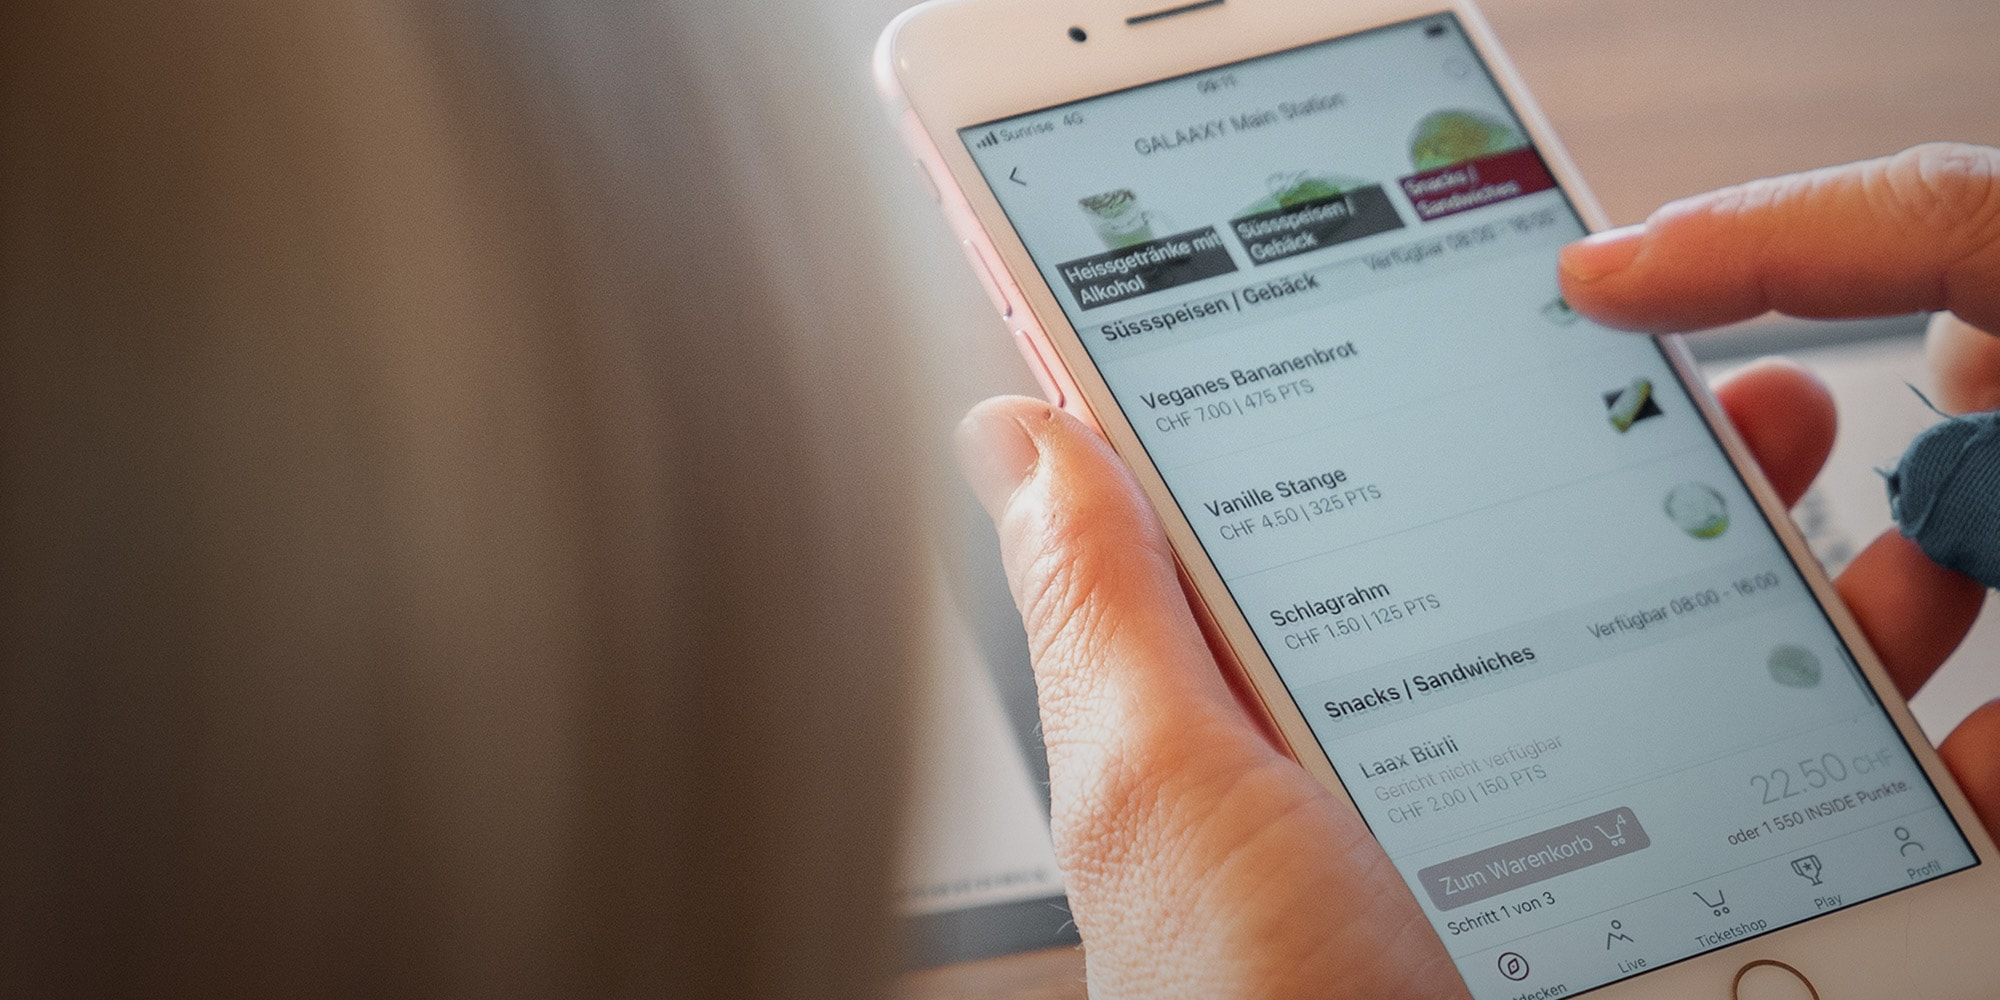 Sunrise 4G
GALAAXY Main Station
Heissgetränke mit
Alkohol
Süssspeisen /
Gebäck
Snacks /
Sandwiches
Süssspeisen / Gebäck
Verfügbar 08:00 - 16:00
Veganes Bananenbrot
CHF 7.00 | 475 PTS
Vanille Stange
CHF 4.50 | 325 PTS
Schlagrahm
CHF 1.50 | 125 PTS
Snacks / Sandwiches
Verfügbar 08:00 - 16:00
Laax Bürli
Gericht nicht verfügbar
CHF 2.00 | 150 PTS
Zum Warenkorb 4
22.50 CHF
oder 1 550 INSIDE Punkte.
Schritt 1 von 3
decken
Live
Ticketshop
Play
Profil